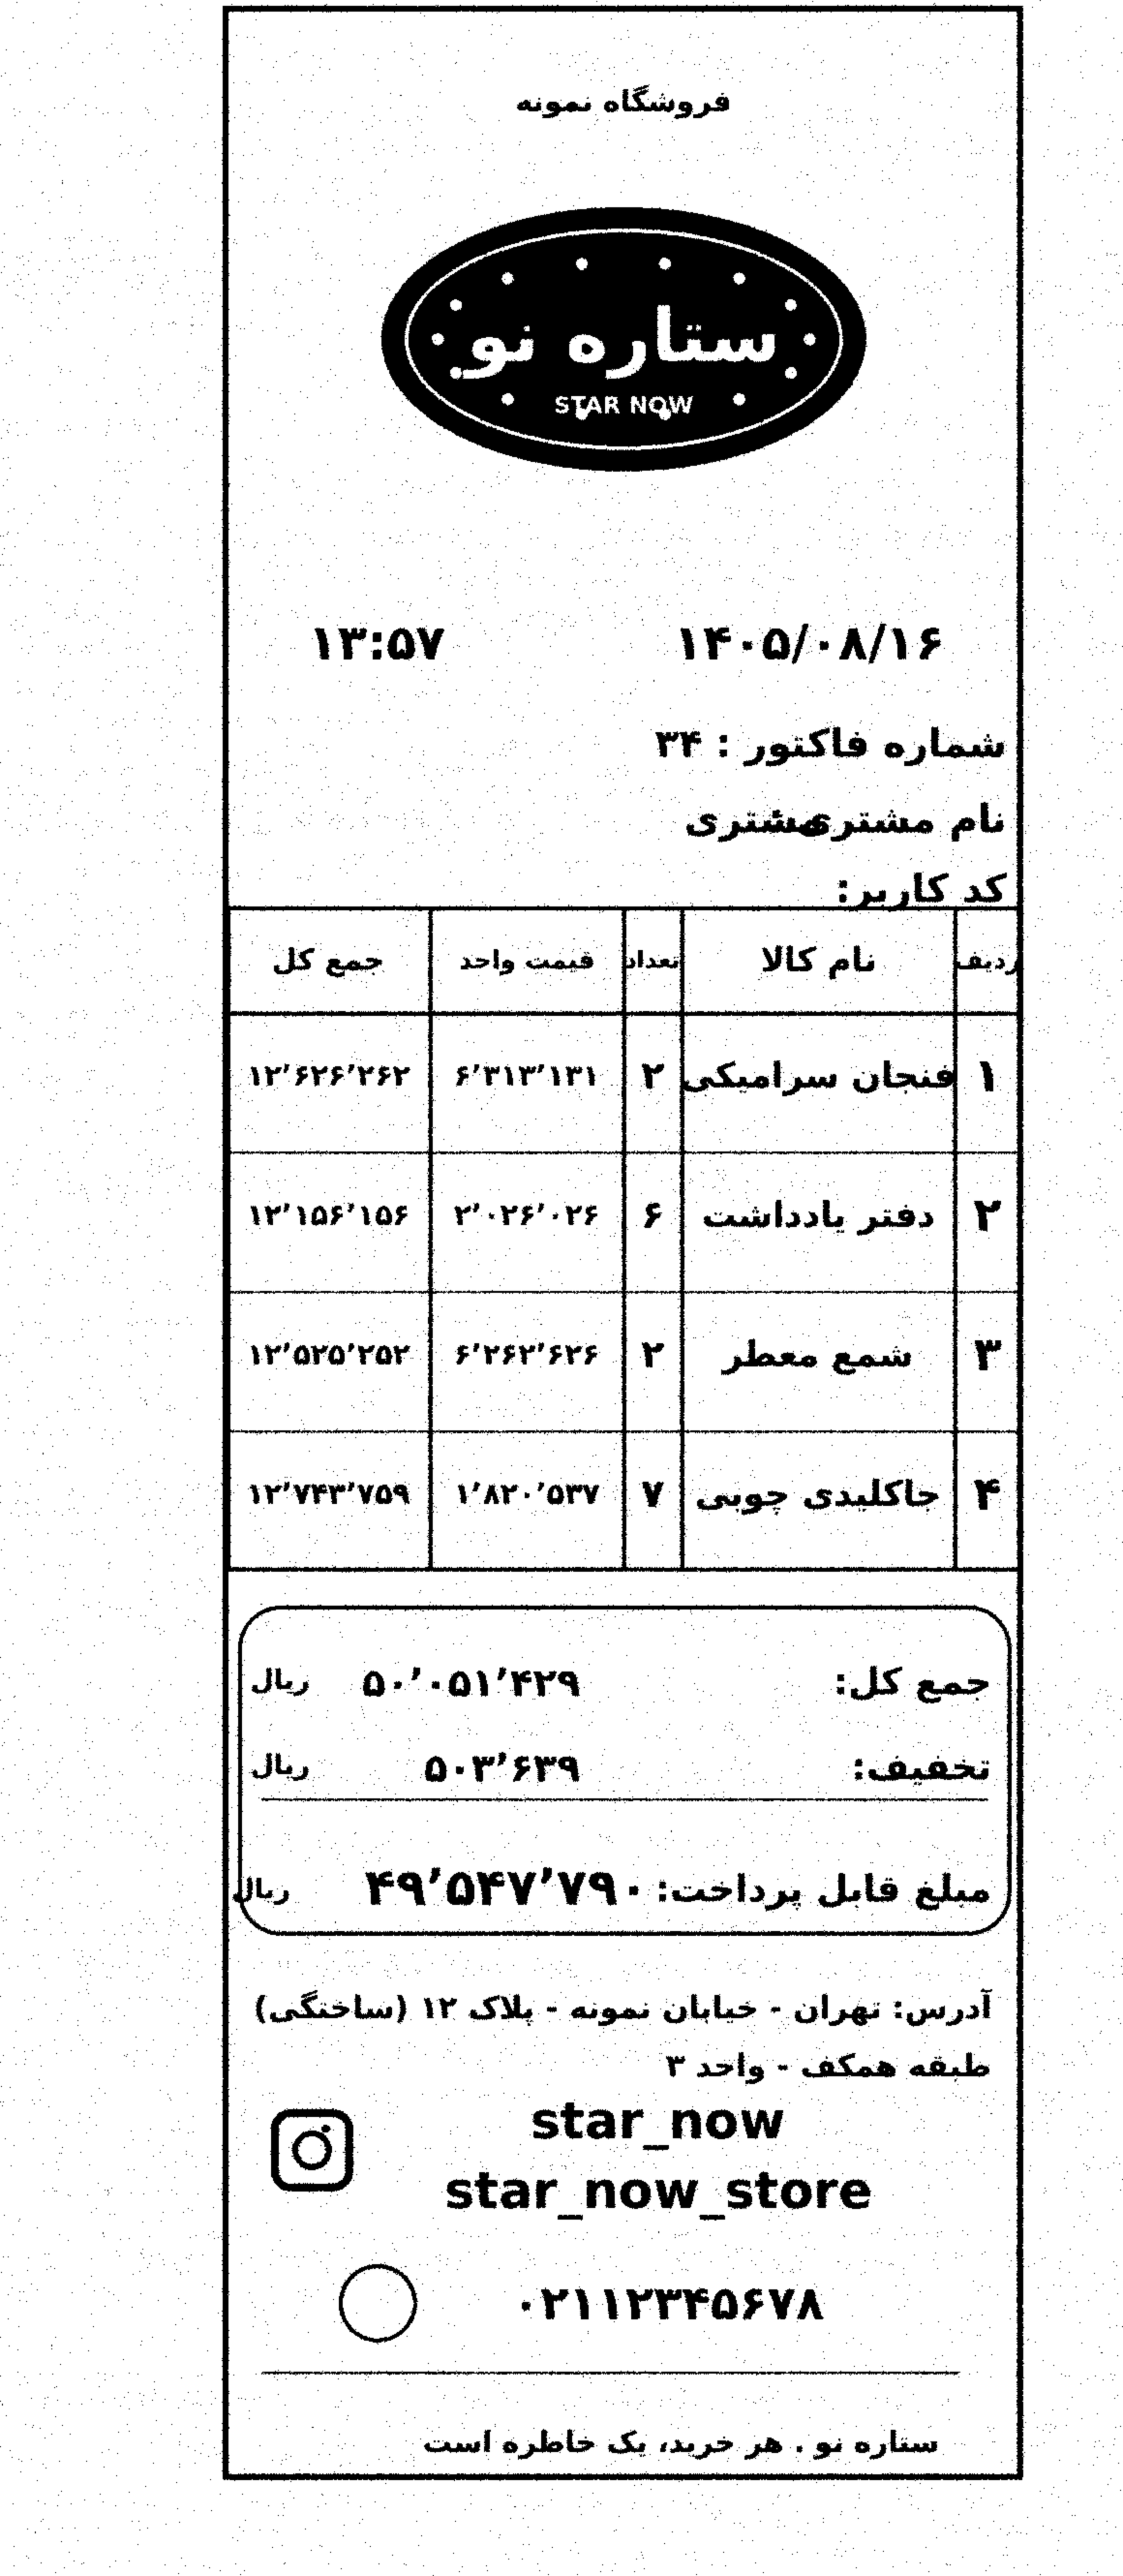 فروشگاه نمونه
ستاره نو
STAR NOW
۱۴۰۵/۰۸/۱۶ ۱۳:۵۷
شماره فاکتور : ۳۴
نام مشتری مشتری
کد کاربر:
ردیف نام کالا تعداد قیمت واحد جمع کل
۱ فنجان سرامیکی ۲ ۶٬۳۱۳٬۱۳۱ ۱۲٬۶۲۶٬۲۶۲
۲ دفتر یادداشت ۶ ۲٬۰۲۶٬۰۲۶ ۱۲٬۱۵۶٬۱۵۶
۳ شمع معطر ۲ ۶٬۲۶۲٬۶۲۶ ۱۲٬۵۲۵٬۲۵۲
۴ جاکلیدی چوبی ۷ ۱٬۸۲۰٬۵۳۷ ۱۲٬۷۴۳٬۷۵۹
جمع کل: ۵۰٬۰۵۱٬۴۲۹ ریال
تخفیف: ۵۰۳٬۶۳۹ ریال
مبلغ قابل پرداخت: ۴۹٬۵۴۷٬۷۹۰ ریال
آدرس: تهران - خیابان نمونه - پلاک ۱۲ (ساختگی)
طبقه همکف - واحد ۳
star_now
star_now_store
۰۲۱۱۲۳۴۵۶۷۸
ستاره نو . هر خرید، یک خاطره است